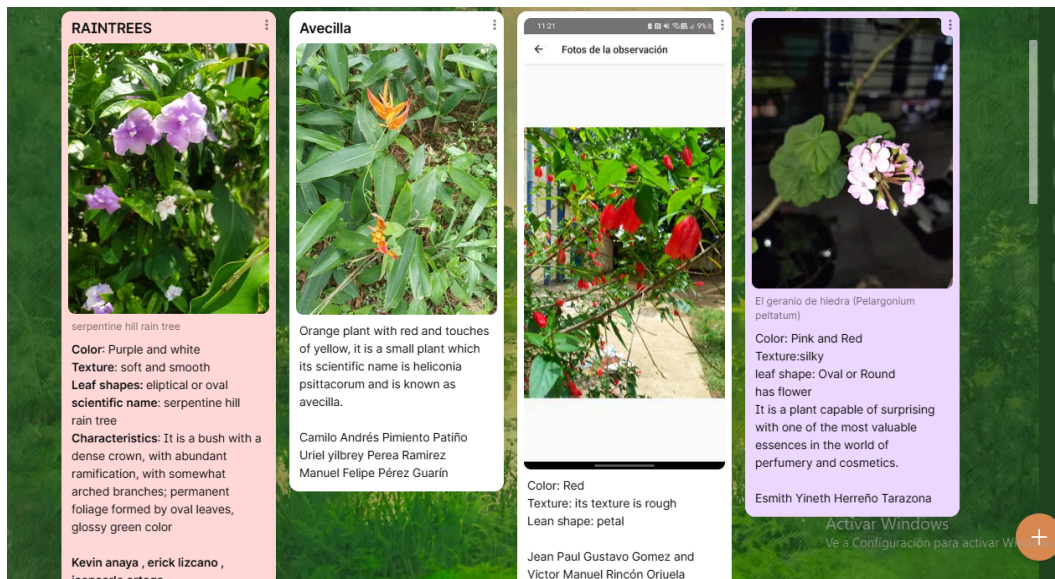 RAINTREES
serpentine hill rain tree
Color: Purple and white
Texture: soft and smooth
Leaf shapes: eliptical or oval
scientific name: serpentine hill
rain tree
Characteristics: It is a bush with a
dense crown, with abundant
ramification, with somewhat
arched branches; permanent
foliage formed by oval leaves,
glossy green color
Kevin anaya , erick lizcano ,
Avecilla
Orange plant with red and touches
of yellow, it is a small plant which
its scientific name is heliconia
psittacorum and is known as
avecilla.
Camilo Andrés Pimiento Patiño
Uriel yilbrey Perea Ramirez
Manuel Felipe Pérez Guarín
11:21
9%
Fotos de la observación
Color: Red
Texture: its texture is rough
Lean shape: petal
Jean Paul Gustavo Gomez and
Victor Manuel Rincón Orjuela
El geranio de hiedra (Pelargonium
peltatum)
Color: Pink and Red
Texture:silky
leaf shape: Oval or Round
has flower
It is a plant capable of surprising
with one of the most valuable
essences in the world of
perfumery and cosmetics.
Esmith Yineth Herreño Tarazona
Activar Windows
Ve a Configuración para activar